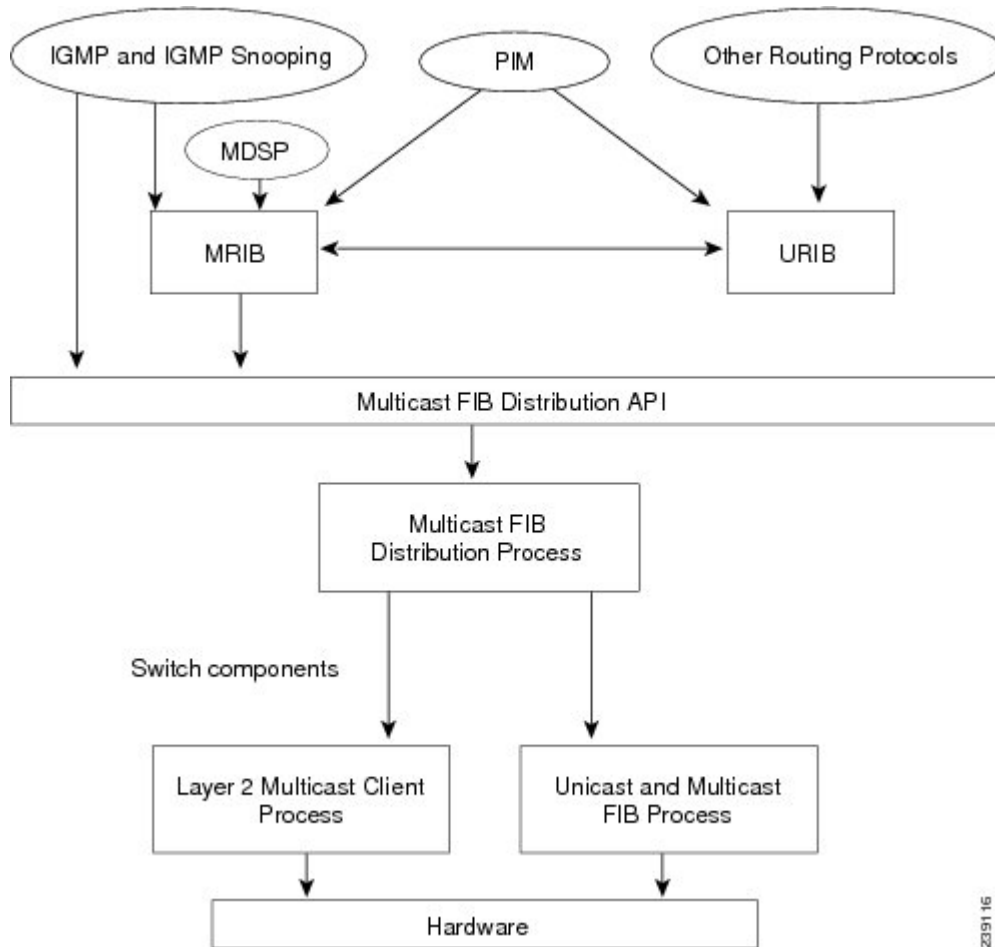 IGMP and IGMP Snooping
PIM
Other Routing Protocols
MDSP
MRIB
URIB
Multicast FIB Distribution API
Multicast FIB
Distribution Process
Switch components
Layer 2 Multicast Client
Process
Unicast and Multicast
FIB Process
Hardware
239116